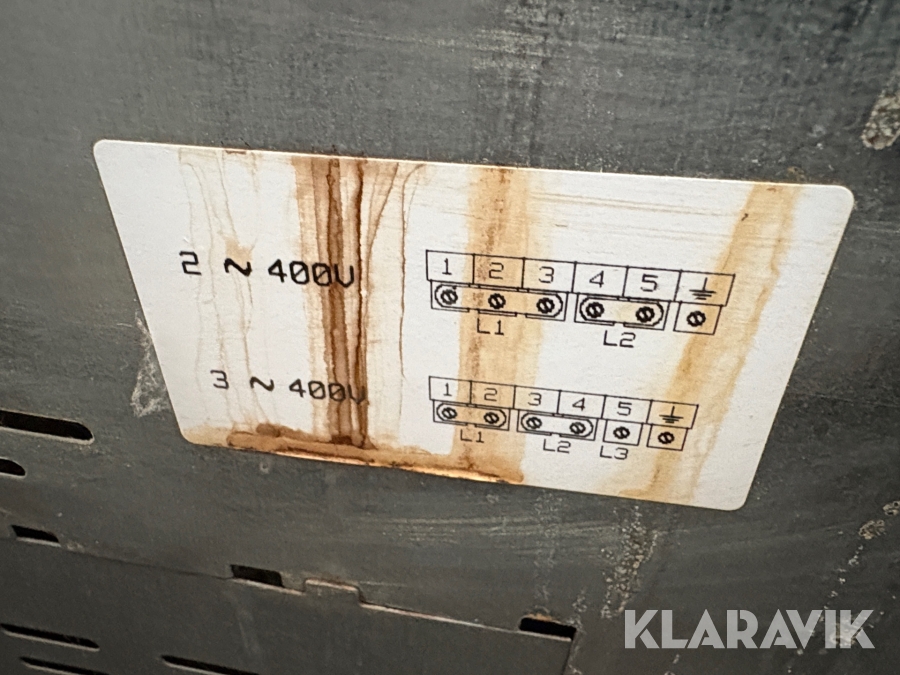 2 ~ 400V
1 2 3 4 5
L1 L2
3 ~ 400V
1 2 3 4 5
L1 L2 L3
KLARAVIK